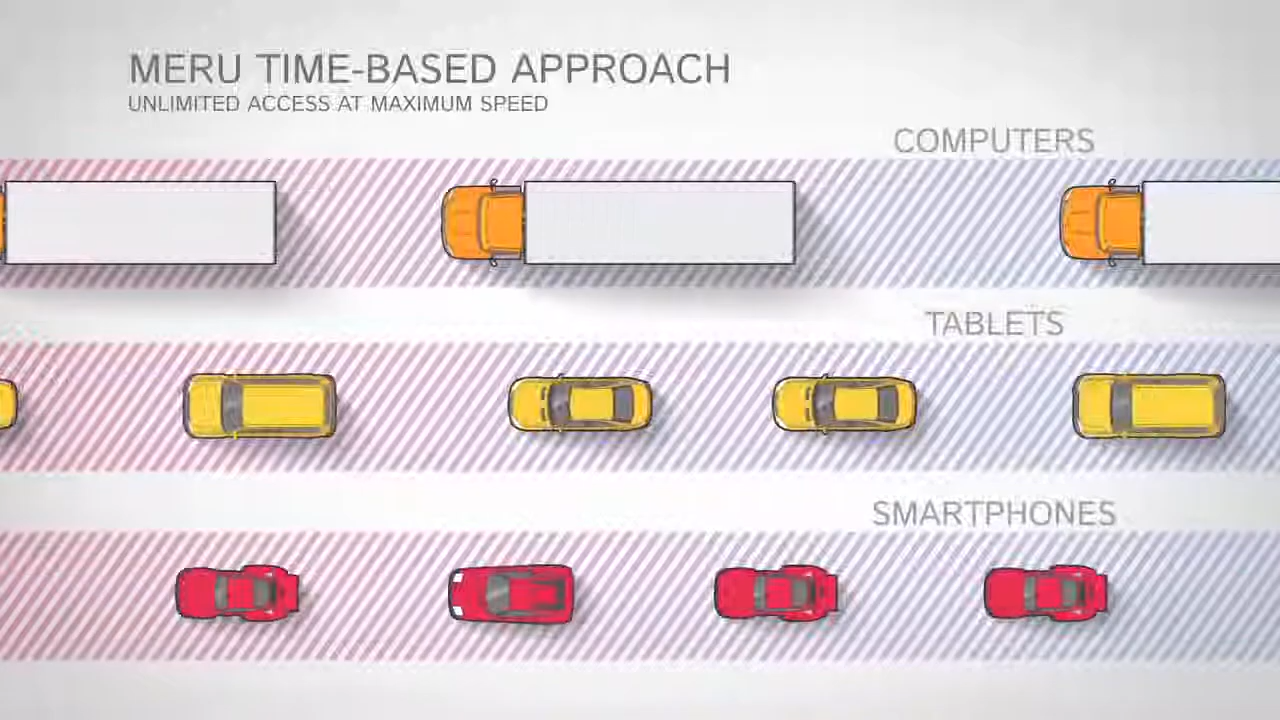 MERU TIME-BASED APPROACH
UNLIMITED ACCESS AT MAXIMUM SPEED
COMPUTERS
TABLETS
SMARTPHONES